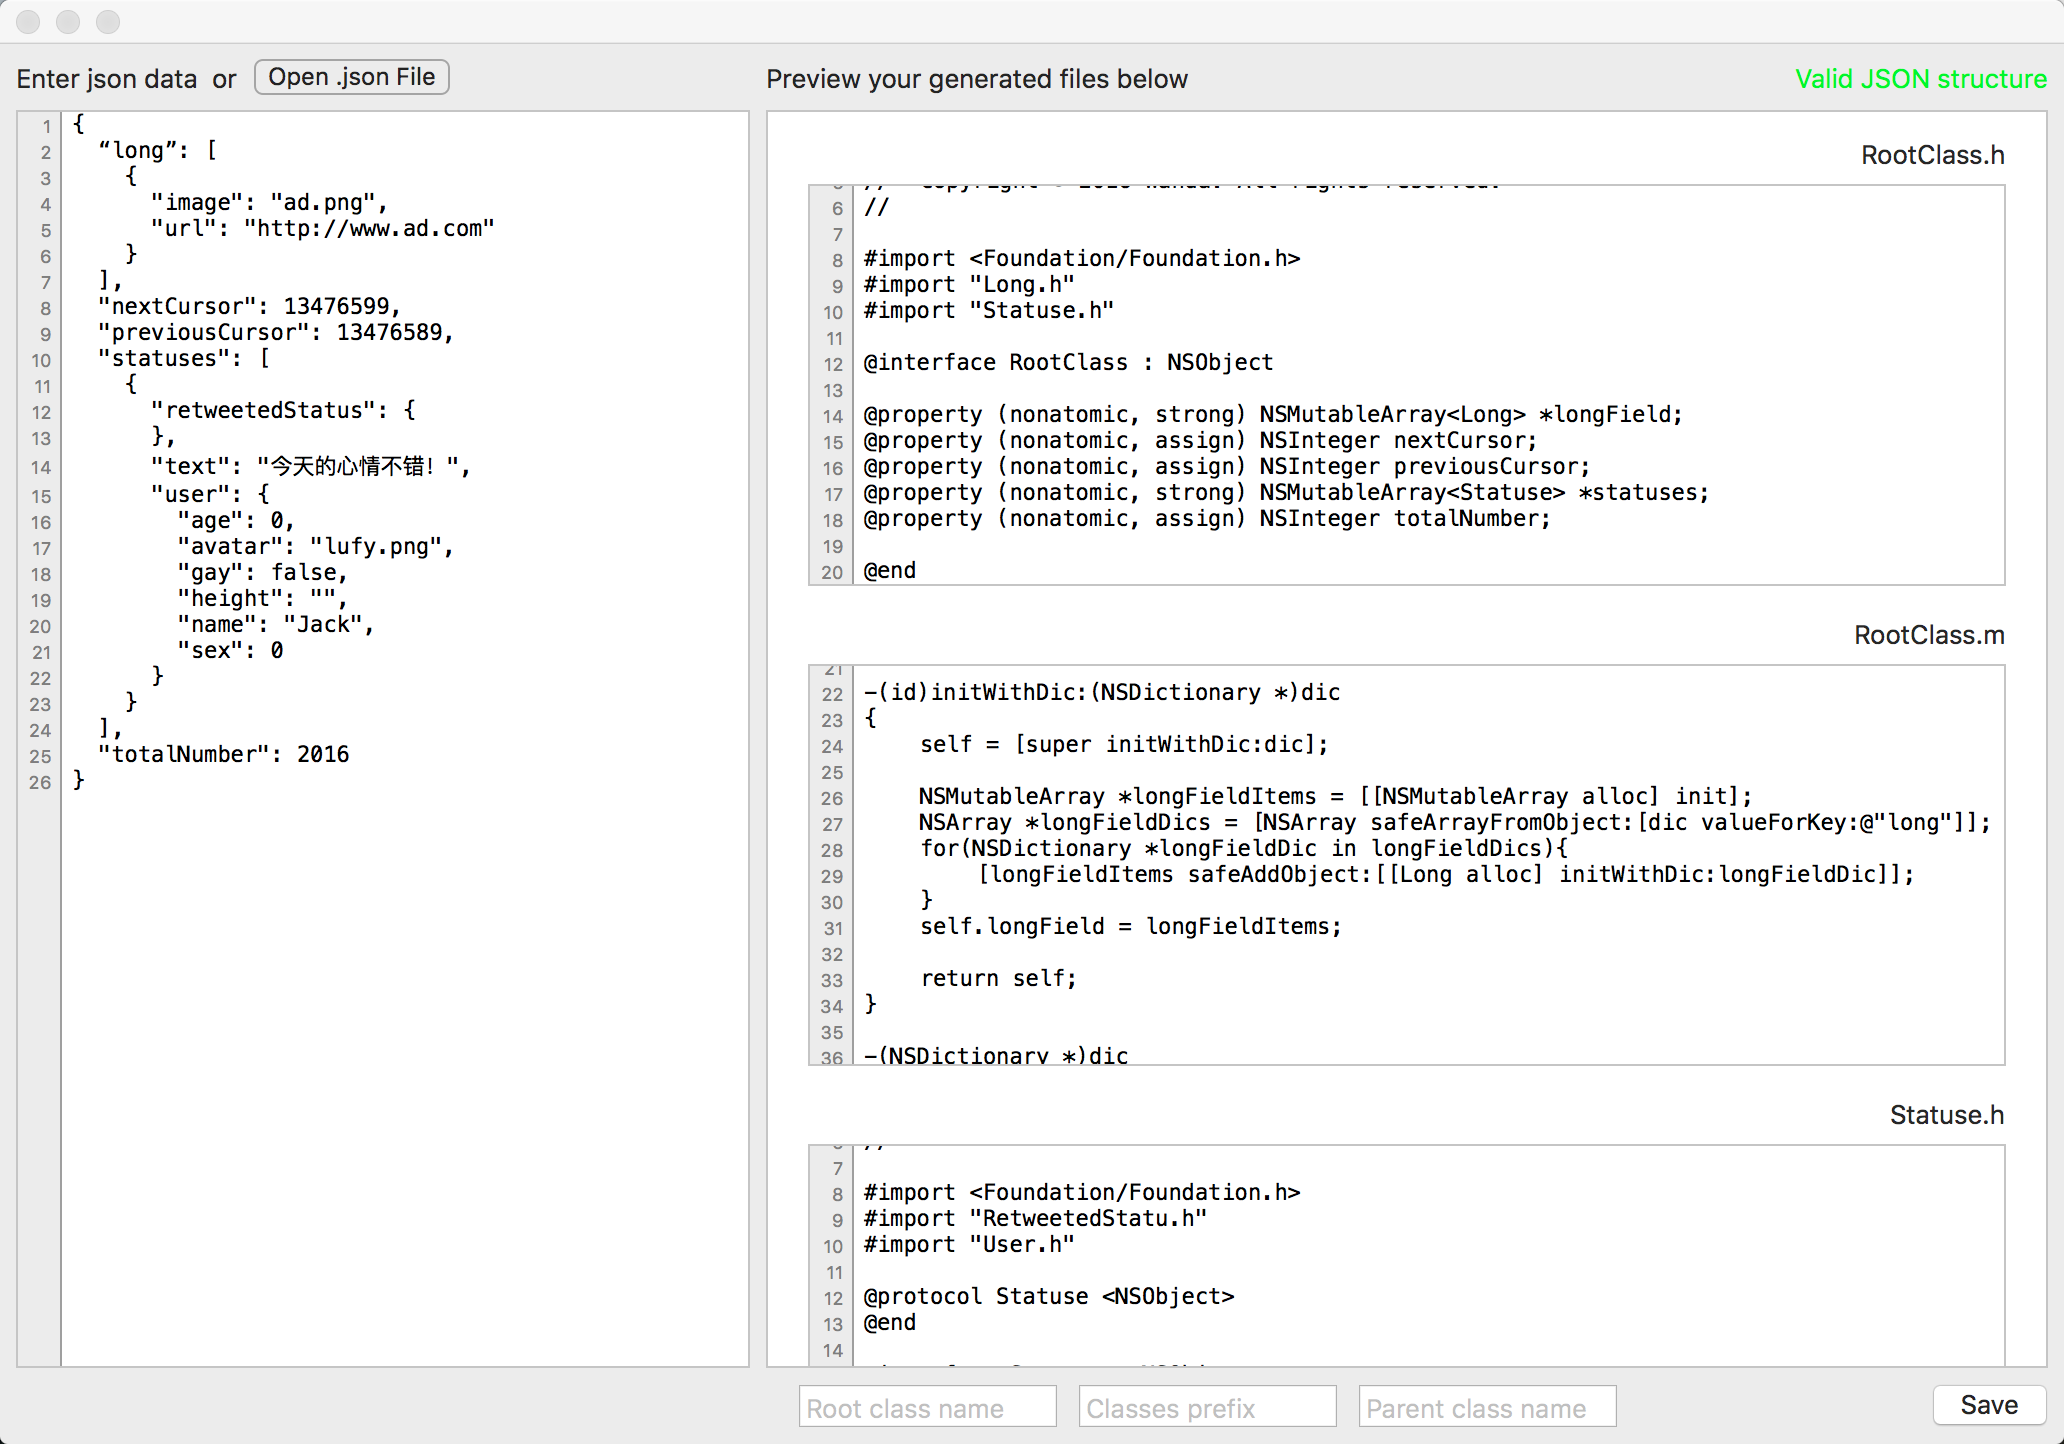 Enter json data or Open .json File
Preview your generated files below
Valid JSON structure
1 {
2 “long”: [
3 {
4 "image": "ad.png",
5 "url": "http://www.ad.com"
6 }
7 ],
8 "nextCursor": 13476599,
9 "previousCursor": 13476589,
10 "statuses": [
11 {
12 "retweetedStatus": {
13 },
14 "text": "今天的心情不错！",
15 "user": {
16 "age": 0,
17 "avatar": "lufy.png",
18 "gay": false,
19 "height": "",
20 "name": "Jack",
21 "sex": 0
22 }
23 }
24 ],
25 "totalNumber": 2016
26 }
RootClass.h
6 //
7
8 #import <Foundation/Foundation.h>
9 #import "Long.h"
10 #import "Statuse.h"
11
12 @interface RootClass : NSObject
13
14 @property (nonatomic, strong) NSMutableArray<Long> *longField;
15 @property (nonatomic, assign) NSInteger nextCursor;
16 @property (nonatomic, assign) NSInteger previousCursor;
17 @property (nonatomic, strong) NSMutableArray<Statuse> *statuses;
18 @property (nonatomic, assign) NSInteger totalNumber;
19
20 @end
RootClass.m
21
22 -(id)initWithDic:(NSDictionary *)dic
23 {
24 self = [super initWithDic:dic];
25
26 NSMutableArray *longFieldItems = [[NSMutableArray alloc] init];
27 NSArray *longFieldDics = [NSArray safeArrayFromObject:[dic valueForKey:@"long"]];
28 for(NSDictionary *longFieldDic in longFieldDics){
29 [longFieldItems safeAddObject:[[Long alloc] initWithDic:longFieldDic]];
30 }
31 self.longField = longFieldItems;
32
33 return self;
34 }
35
36 -(NSDictionary *)dic
Statuse.h
7
8 #import <Foundation/Foundation.h>
9 #import "RetweetedStatu.h"
10 #import "User.h"
11
12 @protocol Statuse <NSObject>
13 @end
14
Root class name
Classes prefix
Parent class name
Save